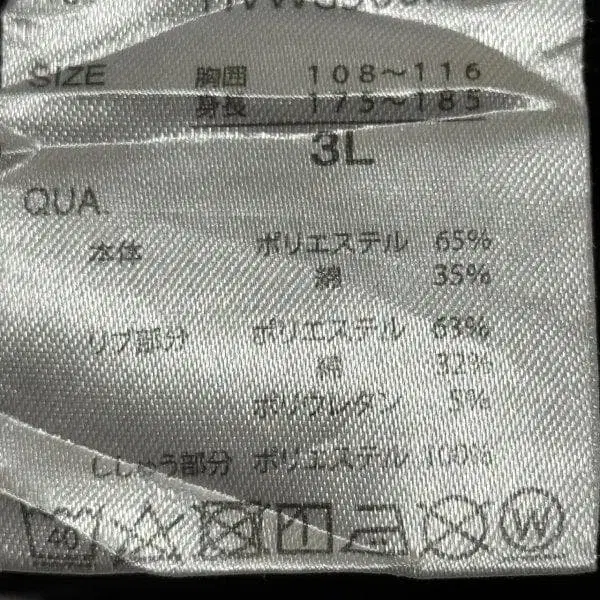 SIZE 胸囲 108~116
身長 175~185
3L
QUA.
本体 ポリエステル 65%
綿 35%
リブ部分 ポリエステル 63%
綿 32%
ポリウレタン 5%
ししゅう部分 ポリエステル 100%
40 W